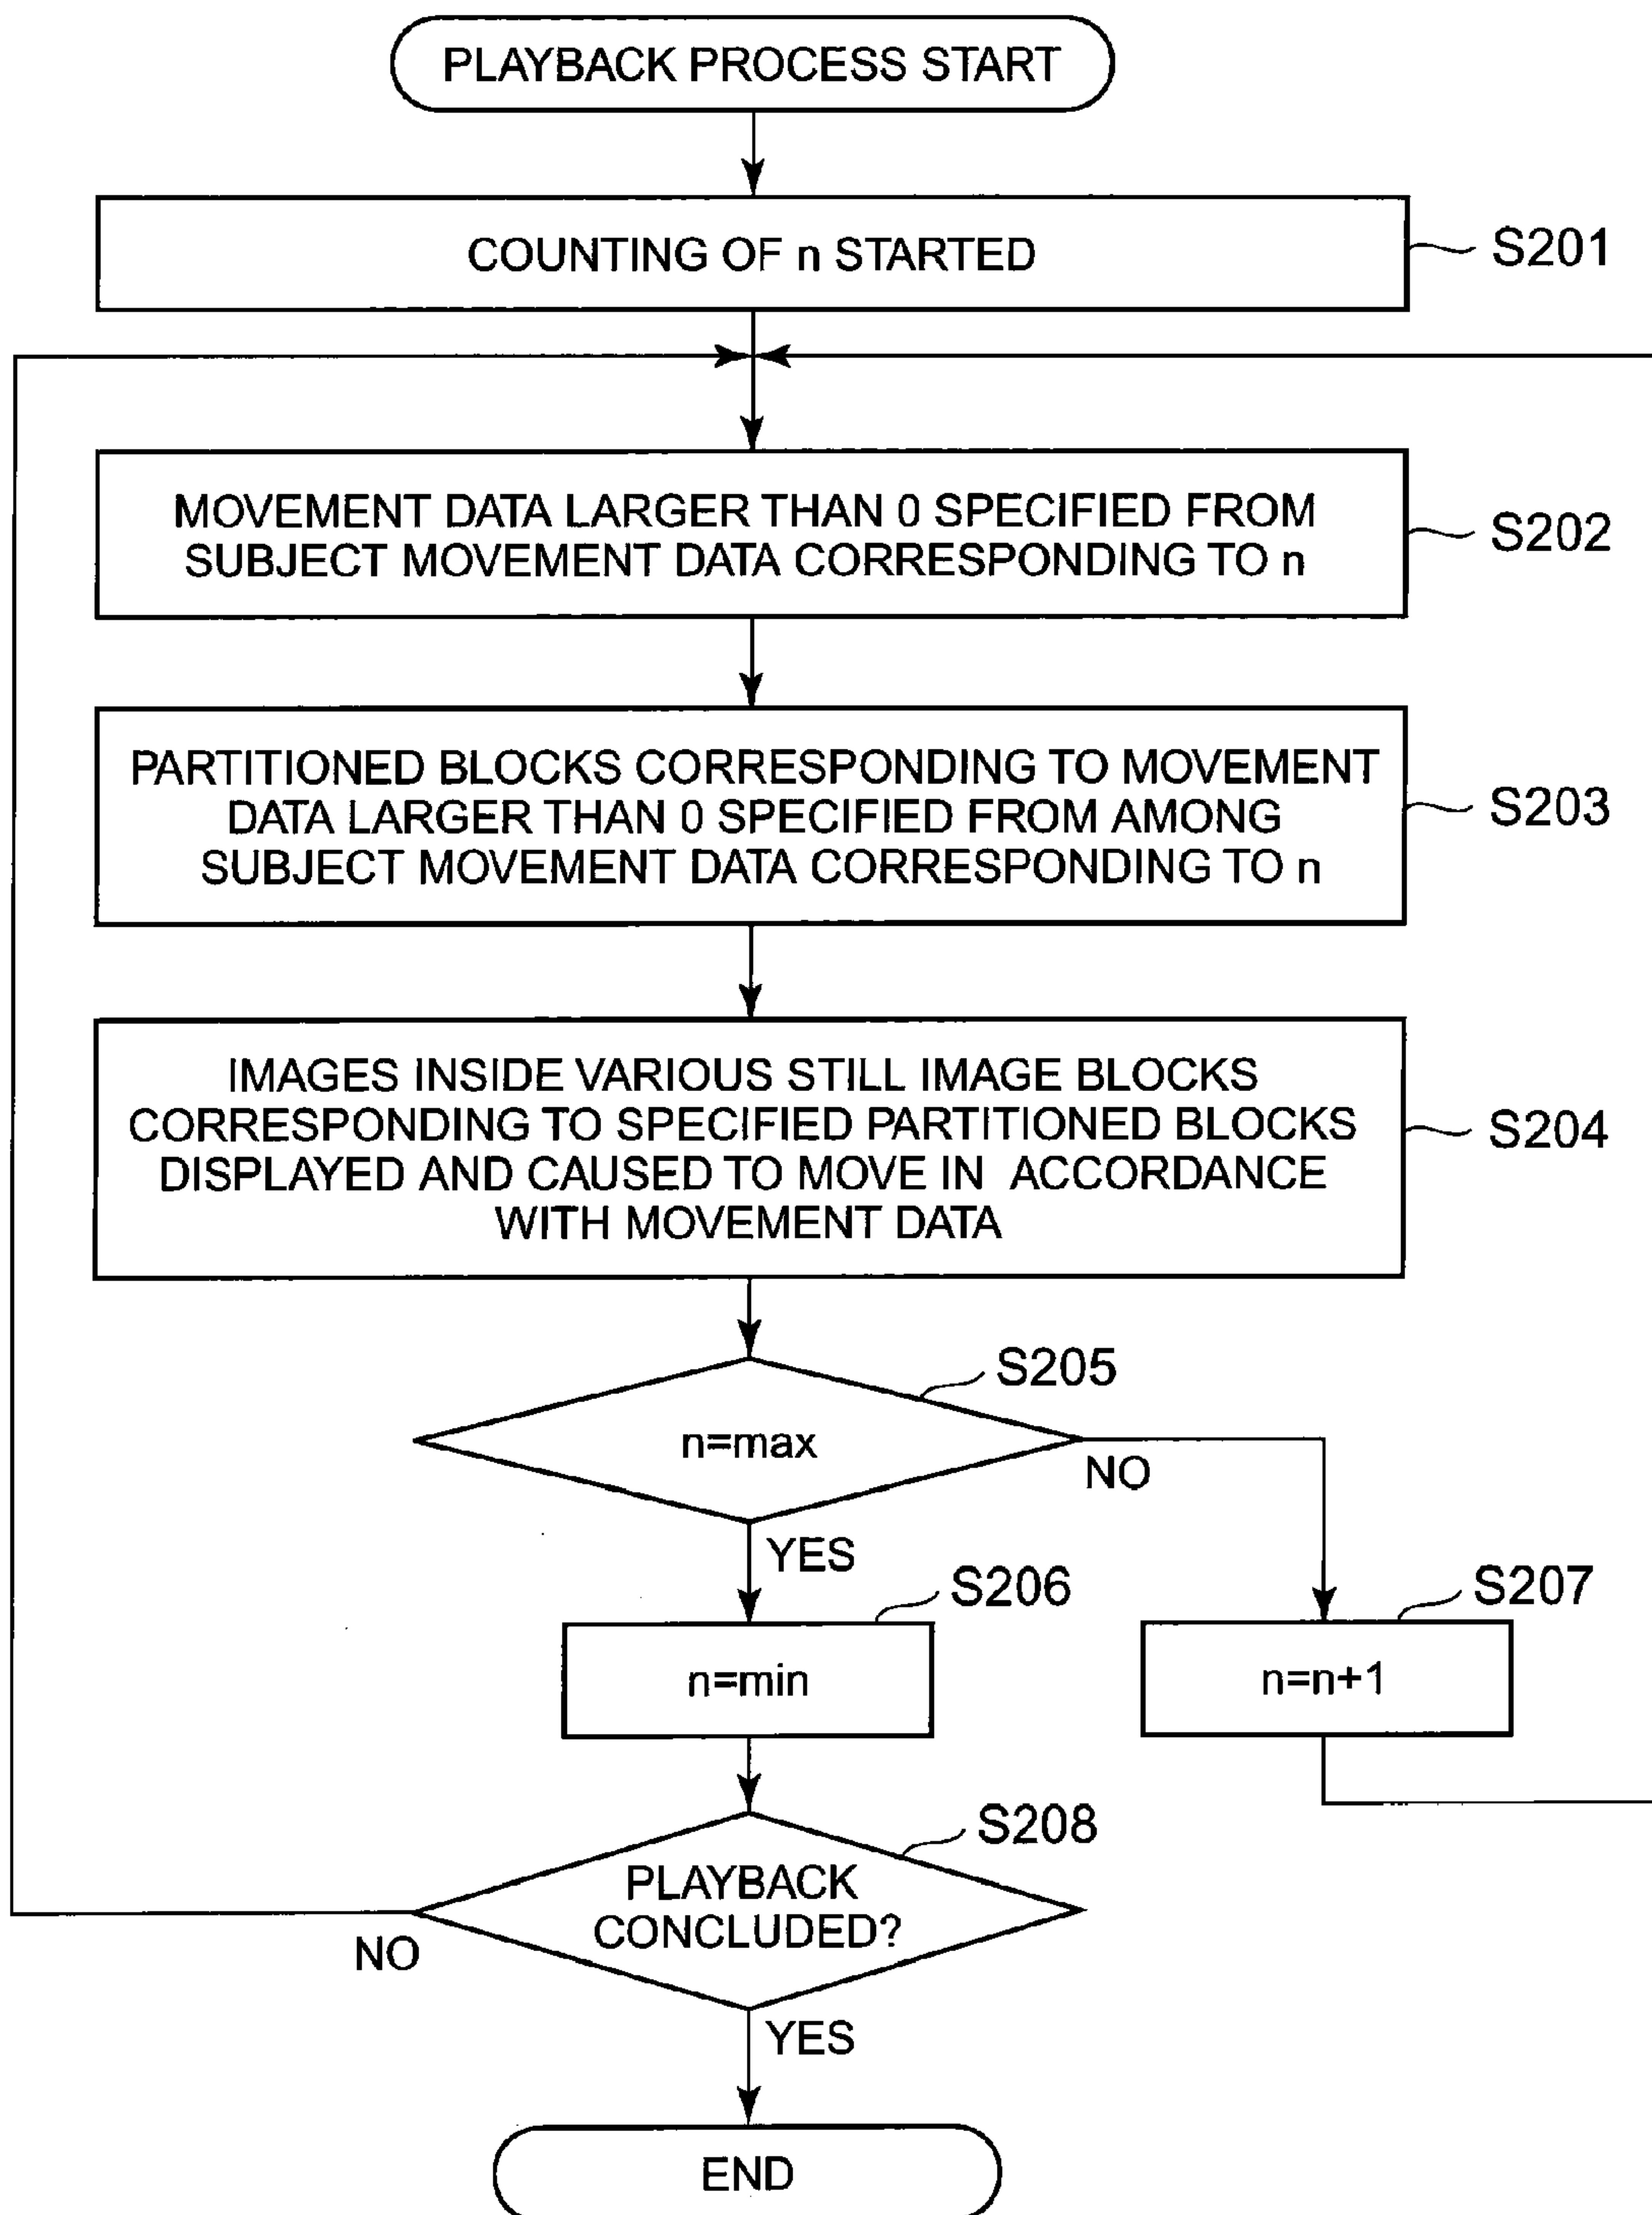 PLAYBACK PROCESS START
COUNTING OF n STARTED
S201
MOVEMENT DATA LARGER THAN 0 SPECIFIED FROM
SUBJECT MOVEMENT DATA CORRESPONDING TO n
S202
PARTITIONED BLOCKS CORRESPONDING TO MOVEMENT
DATA LARGER THAN 0 SPECIFIED FROM AMONG
SUBJECT MOVEMENT DATA CORRESPONDING TO n
S203
IMAGES INSIDE VARIOUS STILL IMAGE BLOCKS
CORRESPONDING TO SPECIFIED PARTITIONED BLOCKS
DISPLAYED AND CAUSED TO MOVE IN ACCORDANCE
WITH MOVEMENT DATA
S204
S205
n=max
NO
YES
S206
n=min
S207
n=n+1
S208
PLAYBACK
CONCLUDED?
NO
YES
END